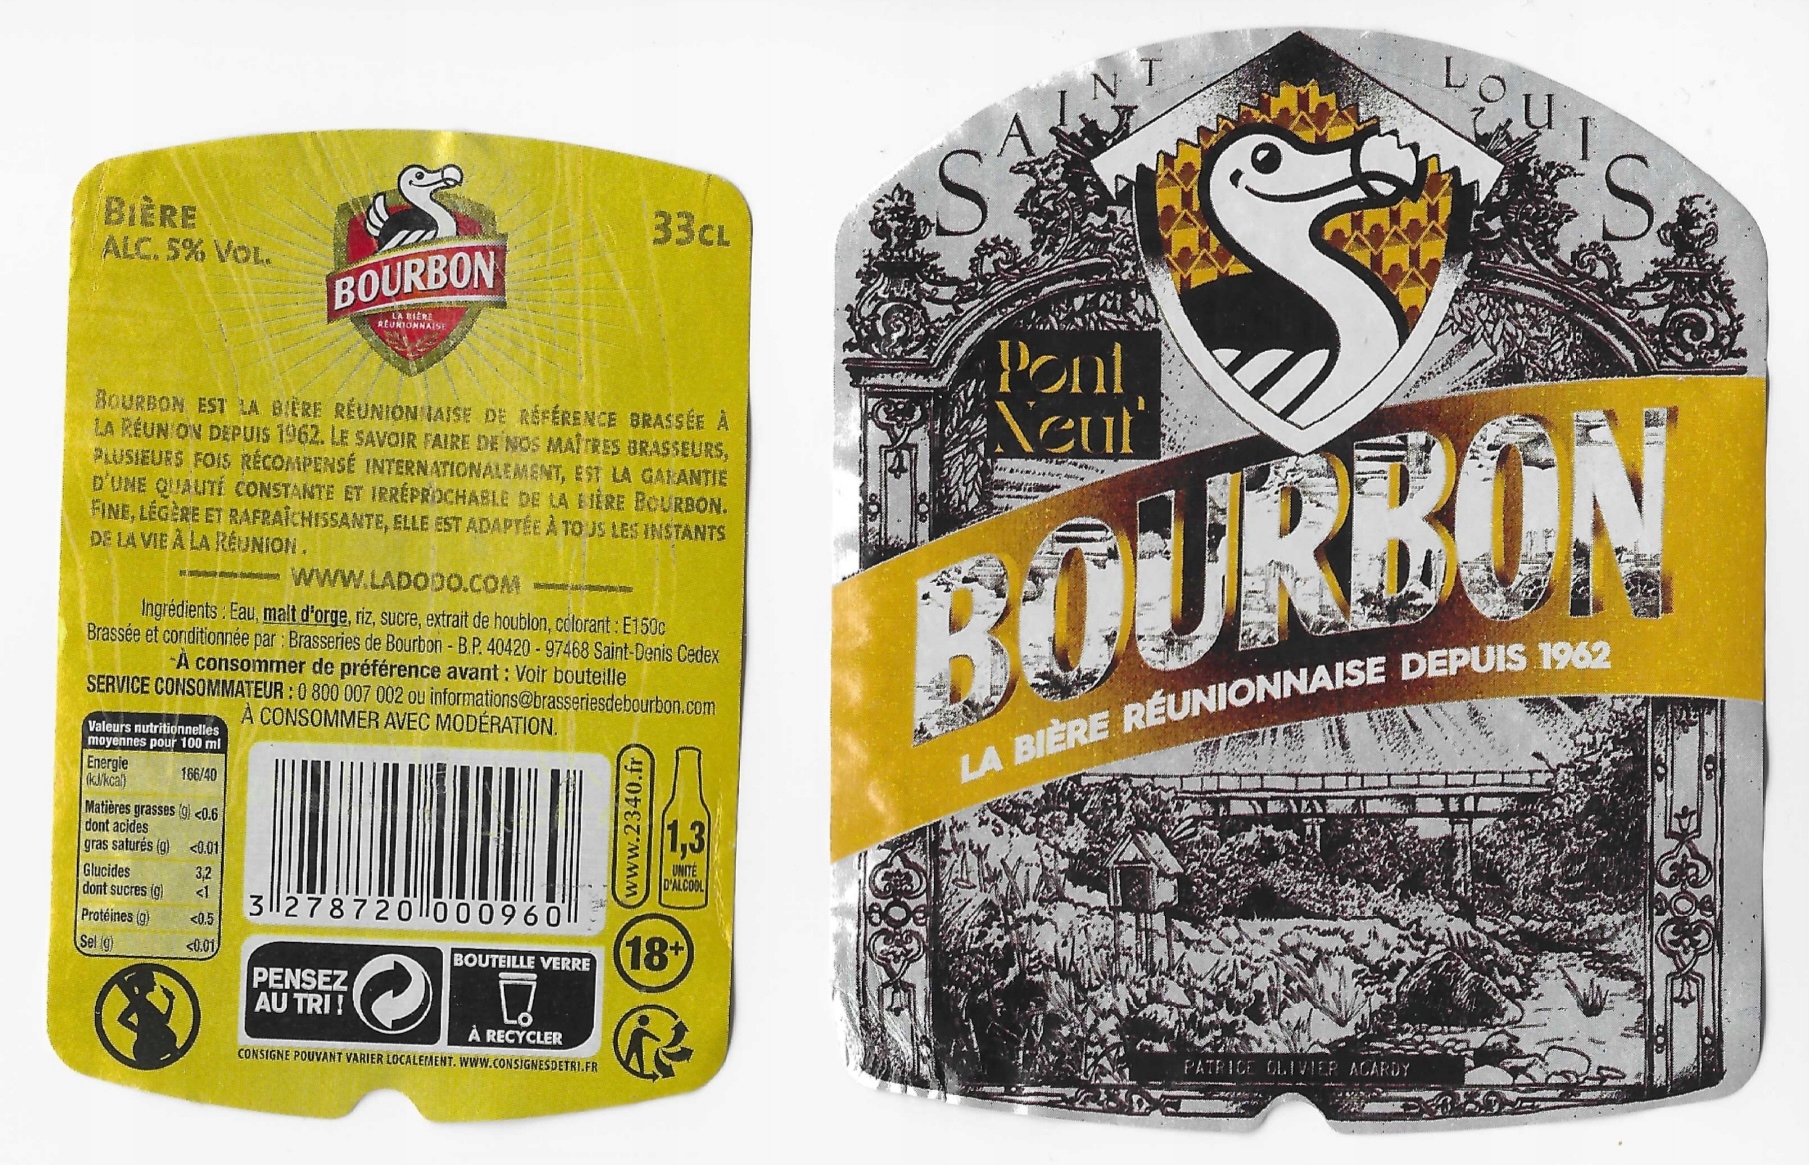 BIÈRE
ALC. 5% VOL.
33CL
BOURBON
LA BIÈRE
RÉUNIONNAISE
BOURBON EST LA BIÈRE RÉUNIONNAISE DE RÉFÉRENCE BRASSÉE À
LA RÉUNION DEPUIS 1962. LE SAVOIR FAIRE DE NOS MAÎTRES BRASSEURS,
PLUSIEURS FOIS RÉCOMPENSÉ INTERNATIONALEMENT, EST LA GARANTIE
D'UNE QUALITÉ CONSTANTE ET IRRÉPROCHABLE DE LA BIÈRE BOURBON.
FINE, LÉGÈRE ET RAFRAÎCHISSANTE, ELLE EST ADAPTÉE À TOUS LES INSTANTS
DE LA VIE À LA RÉUNION.
WWW.LADODO.COM
Ingrédients : Eau, malt d'orge, riz, sucre, extrait de houblon, colorant : E150c
Brassée et conditionnée par : Brasseries de Bourbon - B.P. 40420 - 97468 Saint-Denis Cedex
À consommer de préférence avant : Voir bouteille
SERVICE CONSOMMATEUR : 0 800 007 002 ou informations@brasseriesdebourbon.com
À CONSOMMER AVEC MODÉRATION.
Valeurs nutritionnelles
moyennes pour 100 ml
Energie
(kJ/kcal) 166/40
Matières grasses (g) <0.6
dont acides
gras saturés (g) <0.01
Glucides 3,2
dont sucres (g) <1
Protéines (g) <0.5
Sel (g) <0.01
3 278720 000960
www.2340.fr
1,3
UNITÉ
D'ALCOOL
18+
PENSEZ
AU TRI !
BOUTEILLE VERRE
À RECYCLER
CONSIGNE POUVANT VARIER LOCALEMENT. WWW.CONSIGNESDETRI.FR
SAINT LOUIS
Pont
Neuf
BOURBON
LA BIÈRE RÉUNIONNAISE DEPUIS 1962
PATRICE OLIVIER ACARDY